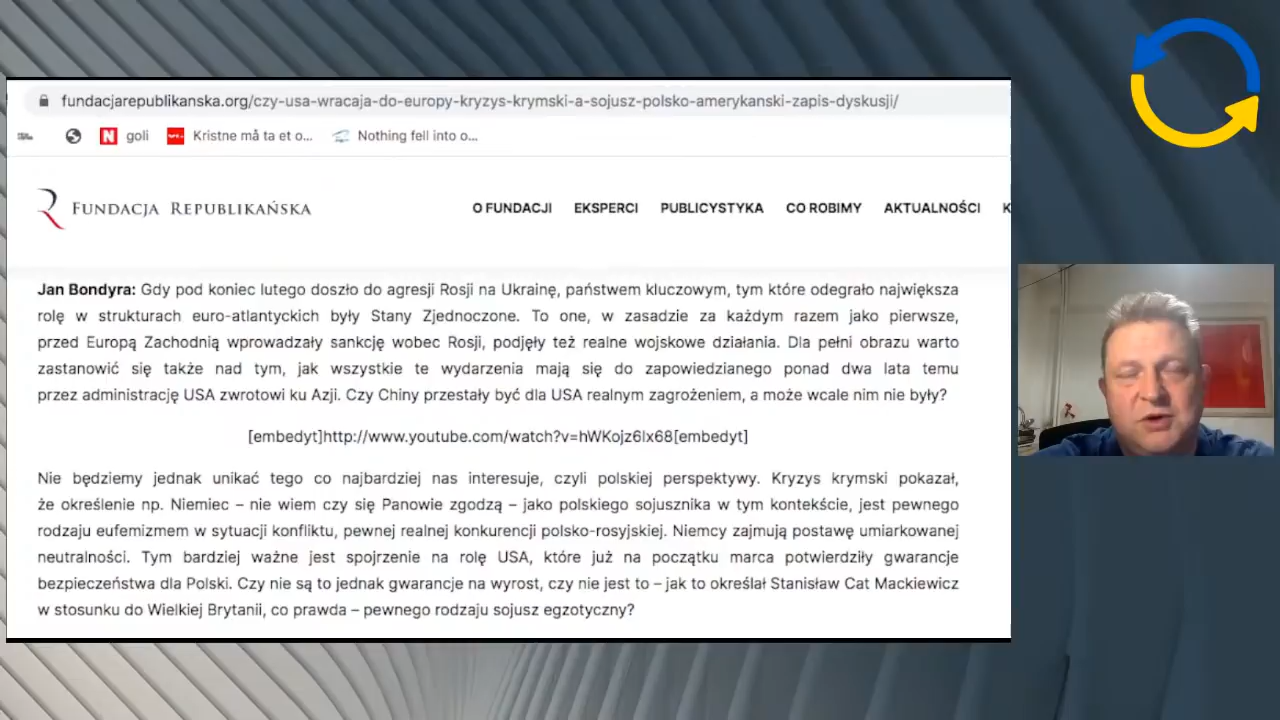 fundacjarepublikanska.org/czy-usa-wracaja-do-europy-kryzys-krymski-a-sojusz-polsko-amerykanski-zapis-dyskusji/
N goli Kristne må ta et o... Nothing fell into o...
FUNDACJA REPUBLIKAŃSKA O FUNDACJI EKSPERCI PUBLICYSTYKA CO ROBIMY AKTUALNOŚCI K
Jan Bondyra: Gdy pod koniec lutego doszło do agresji Rosji na Ukrainę, państwem kluczowym, tym które odegrało największa
rolę w strukturach euro-atlantyckich były Stany Zjednoczone. To one, w zasadzie za każdym razem jako pierwsze,
przed Europą Zachodnią wprowadzały sankcję wobec Rosji, podjęły też realne wojskowe działania. Dla pełni obrazu warto
zastanowić się także nad tym, jak wszystkie te wydarzenia mają się do zapowiedzianego ponad dwa lata temu
przez administrację USA zwrotowi ku Azji. Czy Chiny przestały być dla USA realnym zagrożeniem, a może wcale nim nie były?
[embedyt]http://www.youtube.com/watch?v=hWKojz6lx68[embedyt]
Nie będziemy jednak unikać tego co najbardziej nas interesuje, czyli polskiej perspektywy. Kryzys krymski pokazał,
że określenie np. Niemiec – nie wiem czy się Panowie zgodzą – jako polskiego sojusznika w tym kontekście, jest pewnego
rodzaju eufemizmem w sytuacji konfliktu, pewnej realnej konkurencji polsko-rosyjskiej. Niemcy zajmują postawę umiarkowanej
neutralności. Tym bardziej ważne jest spojrzenie na rolę USA, które już na początku marca potwierdziły gwarancje
bezpieczeństwa dla Polski. Czy nie są to jednak gwarancje na wyrost, czy nie jest to – jak to określał Stanisław Cat Mackiewicz
w stosunku do Wielkiej Brytanii, co prawda – pewnego rodzaju sojusz egzotyczny?